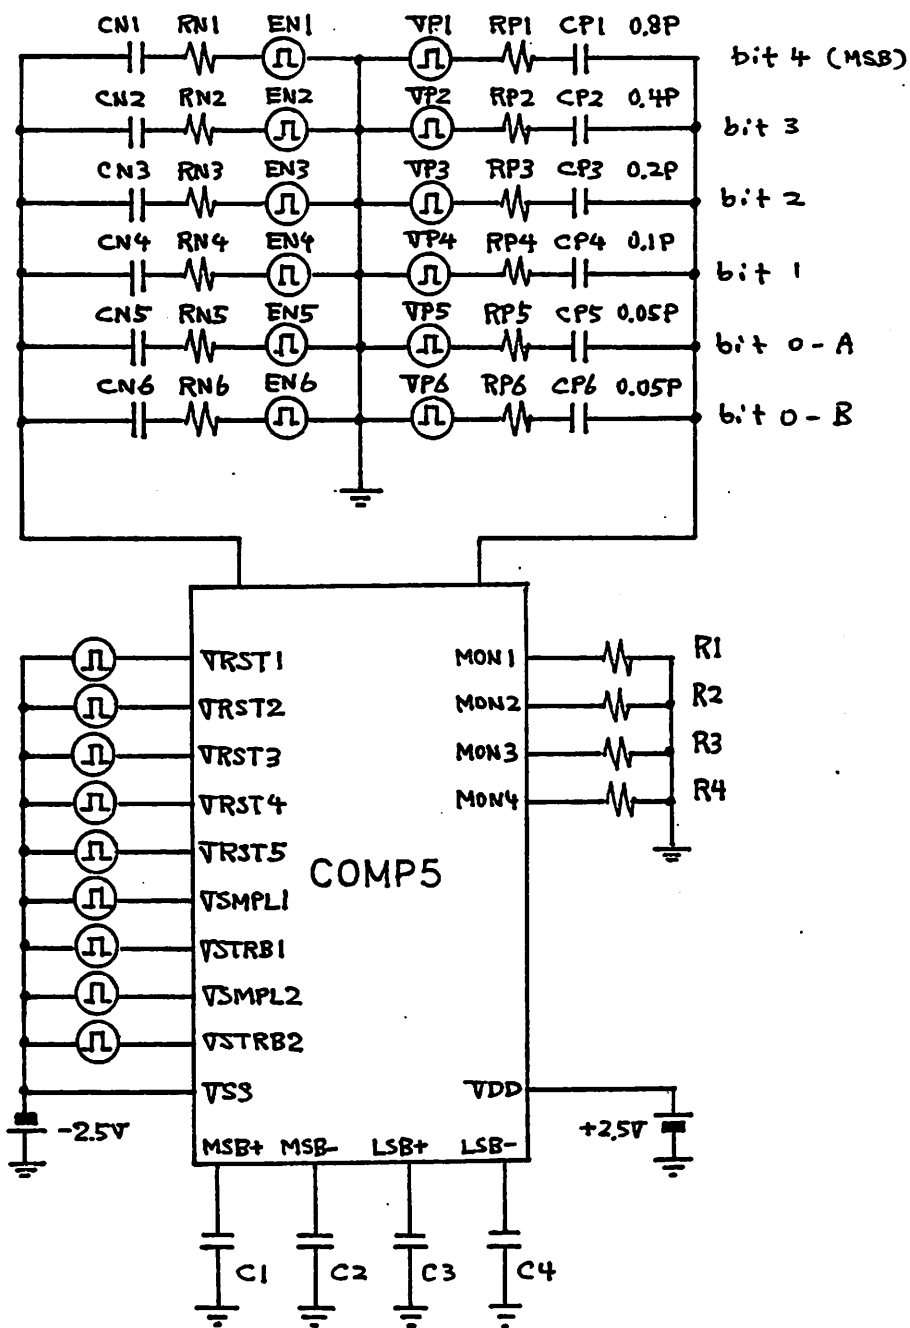 CN1 RN1 EN1 VP1 RP1 CP1 0.8P bit 4 (MSB)
CN2 RN2 EN2 VP2 RP2 CP2 0.4P bit 3
CN3 RN3 EN3 VP3 RP3 CP3 0.2P bit 2
CN4 RN4 EN4 VP4 RP4 CP4 0.1P bit 1
CN5 RN5 EN5 VP5 RP5 CP5 0.05P bit 0-A
CN6 RN6 EN6 VP6 RP6 CP6 0.05P bit 0-B
VRST1 MON1 R1
VRST2 MON2 R2
VRST3 MON3 R3
VRST4 MON4 R4
VRST5
COMP5
VSMPL1
VSTRB1
VSMPL2
VSTRB2
VSS VDD
-2.5V +2.5V
MSB+ MSB- LSB+ LSB-
C1 C2 C3 C4